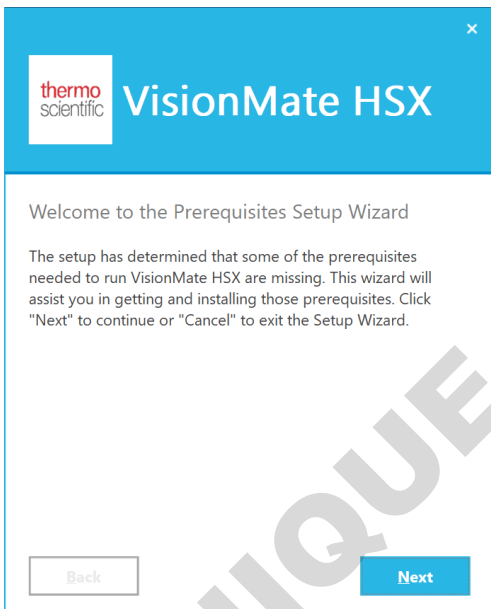 ×
thermo
scientific
VisionMate HSX
Welcome to the Prerequisites Setup Wizard
The setup has determined that some of the prerequisites
needed to run VisionMate HSX are missing. This wizard will
assist you in getting and installing those prerequisites. Click
"Next" to continue or "Cancel" to exit the Setup Wizard.
Back
Next
IQUE